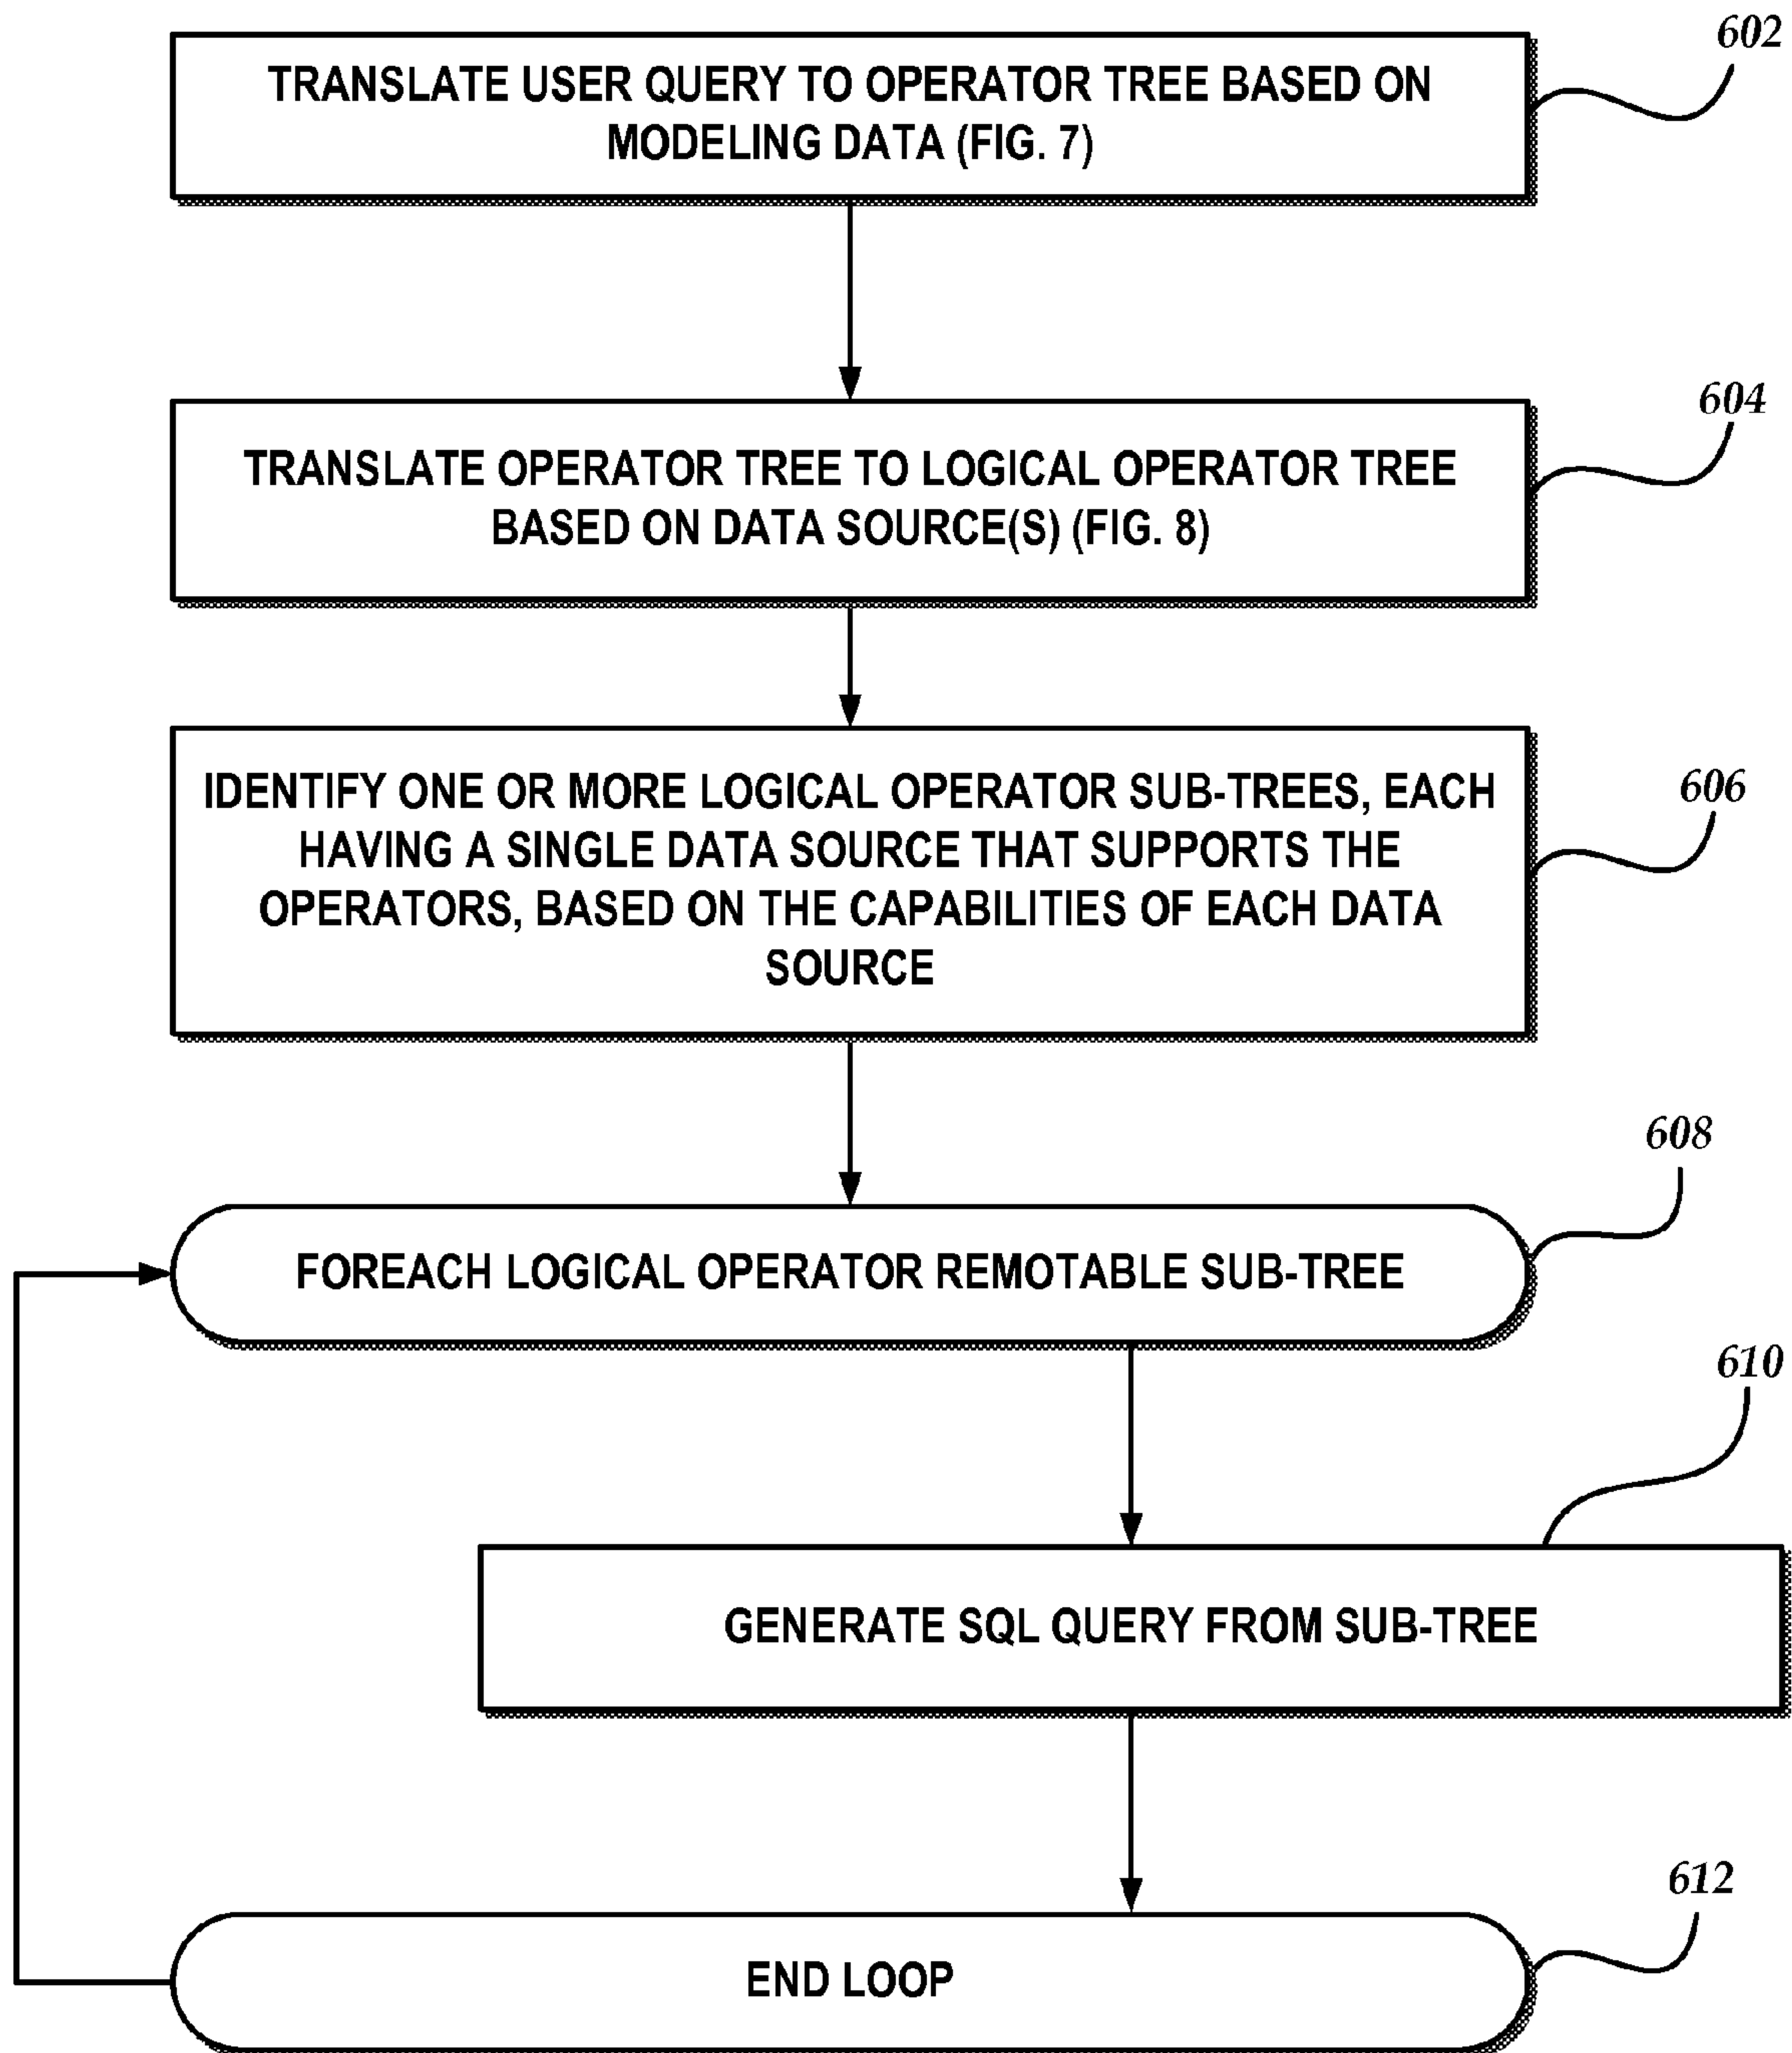 602
TRANSLATE USER QUERY TO OPERATOR TREE BASED ON
MODELING DATA (FIG. 7)
604
TRANSLATE OPERATOR TREE TO LOGICAL OPERATOR TREE
BASED ON DATA SOURCE(S) (FIG. 8)
606
IDENTIFY ONE OR MORE LOGICAL OPERATOR SUB-TREES, EACH
HAVING A SINGLE DATA SOURCE THAT SUPPORTS THE
OPERATORS, BASED ON THE CAPABILITIES OF EACH DATA
SOURCE
608
FOREACH LOGICAL OPERATOR REMOTABLE SUB-TREE
610
GENERATE SQL QUERY FROM SUB-TREE
612
END LOOP